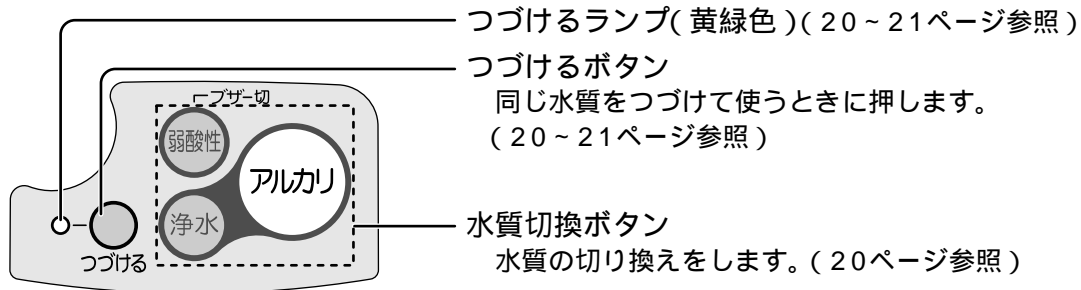 つづけるランプ(黄緑色)(20~21ページ参照)
つづけるボタン
同じ水質をつづけて使うときに押します。
(20~21ページ参照)
ブザー切
弱酸性
アルカリ
浄水
つづける
水質切換ボタン
水質の切り換えをします。(20ページ参照)